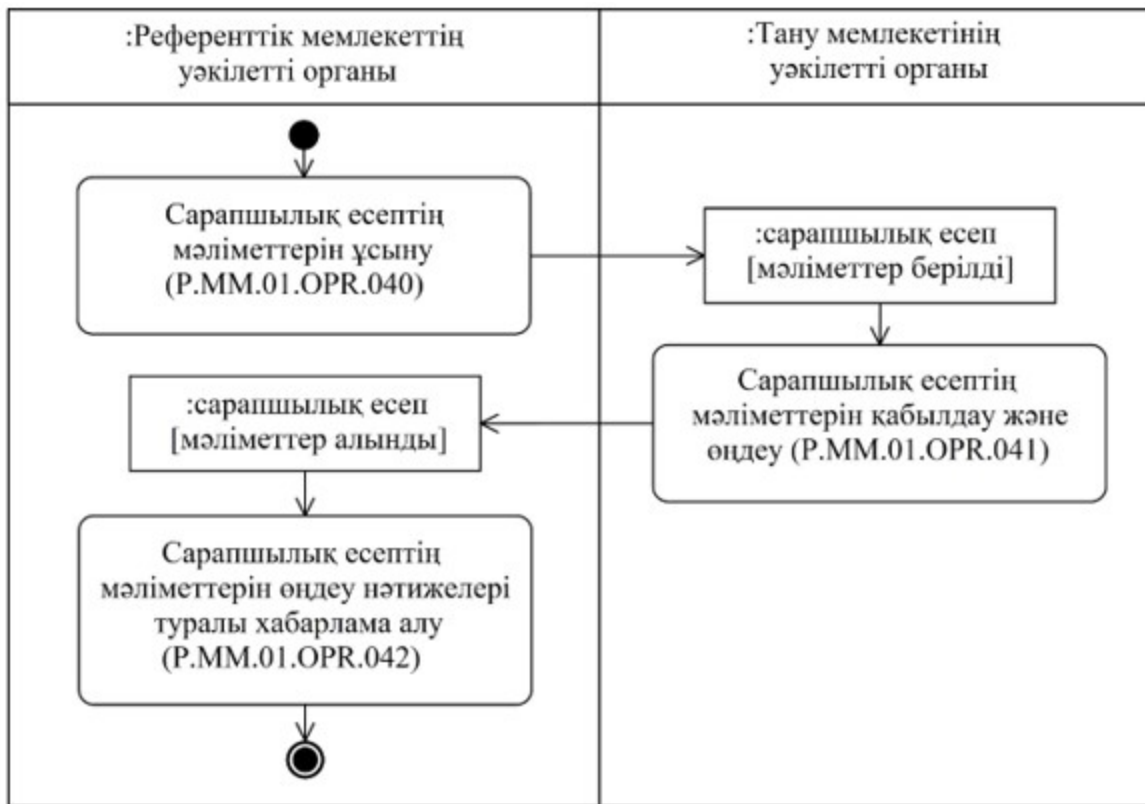 :Референттік мемлекеттің
уәкілетті органы
:Тану мемлекетінің
уәкілетті органы
Сарапшылық есептің
мәліметтерін ұсыну
(P.MM.01.OPR.040)
:сарапшылық есеп
[мәліметтер берілді]
Сарапшылық есептің
мәліметтерін қабылдау және
өңдеу (P.MM.01.OPR.041)
:сарапшылық есеп
[мәліметтер алынды]
Сарапшылық есептің
мәліметтерін өңдеу нәтижелері
туралы хабарлама алу
(P.MM.01.OPR.042)